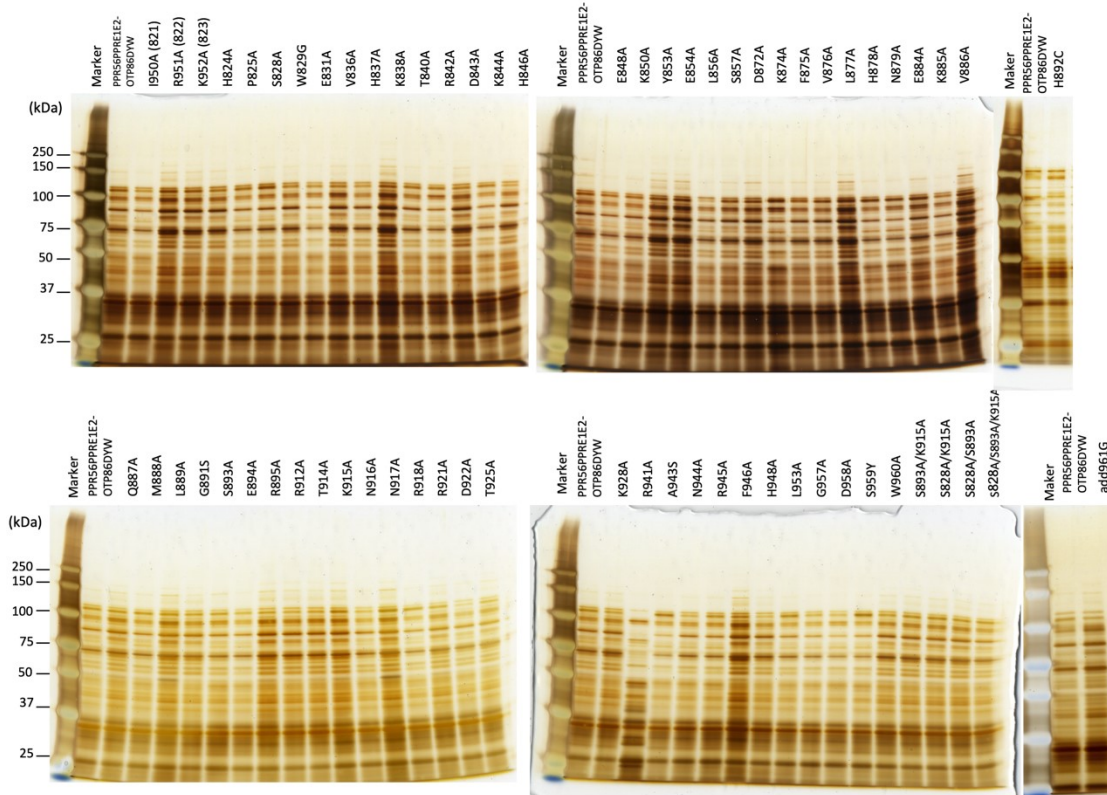 Marker
PPR56PPRE1E2-
OTP86DYW
I950A (821)
R951A (822)
K952A (823)
H824A
P825A
S828A
W829G
E831A
V836A
H837A
K838A
T840A
R842A
D843A
K844A
H846A
Marker
PPR56PPRE1E2-
OTP86DYW
E848A
K850A
Y853A
E854A
L856A
S857A
D872A
K874A
F875A
V876A
L877A
H878A
N879A
E884A
K885A
V886A
Maker
PPR56PPRE1E2-
OTP86DYW
H892C
(kDa)
250
150
100
75
50
37
25
Marker
PPR56PPRE1E2-
OTP86DYW
Q887A
M888A
L889A
G891S
S893A
E894A
R895A
R912A
T914A
K915A
N916A
N917A
R918A
R921A
D922A
T925A
Marker
PPR56PPRE1E2-
OTP86DYW
K928A
R941A
A943S
N944A
R945A
F946A
H948A
L953A
G957A
D958A
S959Y
W960A
S893A/K915A
S828A/K915A
S828A/S893A
S828A/S893A/K915A
Maker
PPR56PPRE1E2-
OTP86DYW
add961G
(kDa)
250
150
100
75
50
37
25